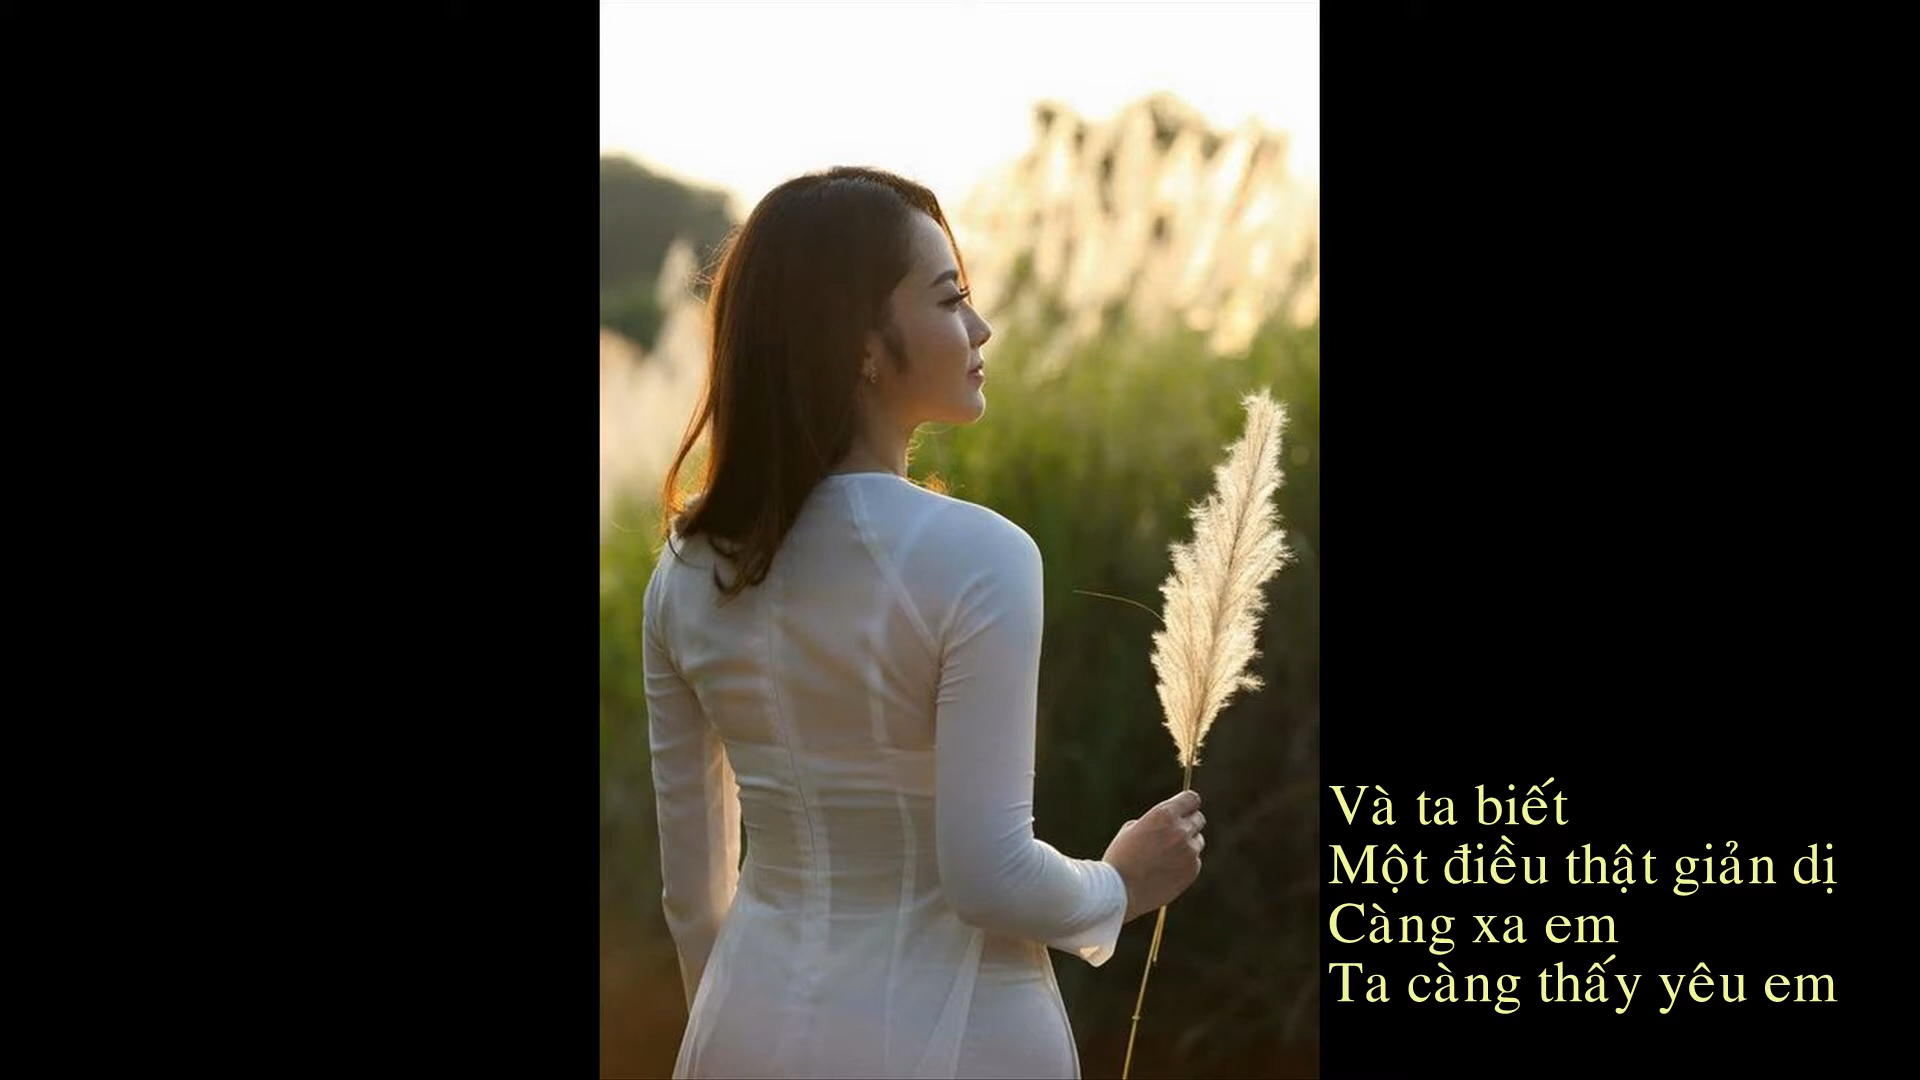 Và ta biết
Một điều thật giản dị
Càng xa em
Ta càng thấy yêu em